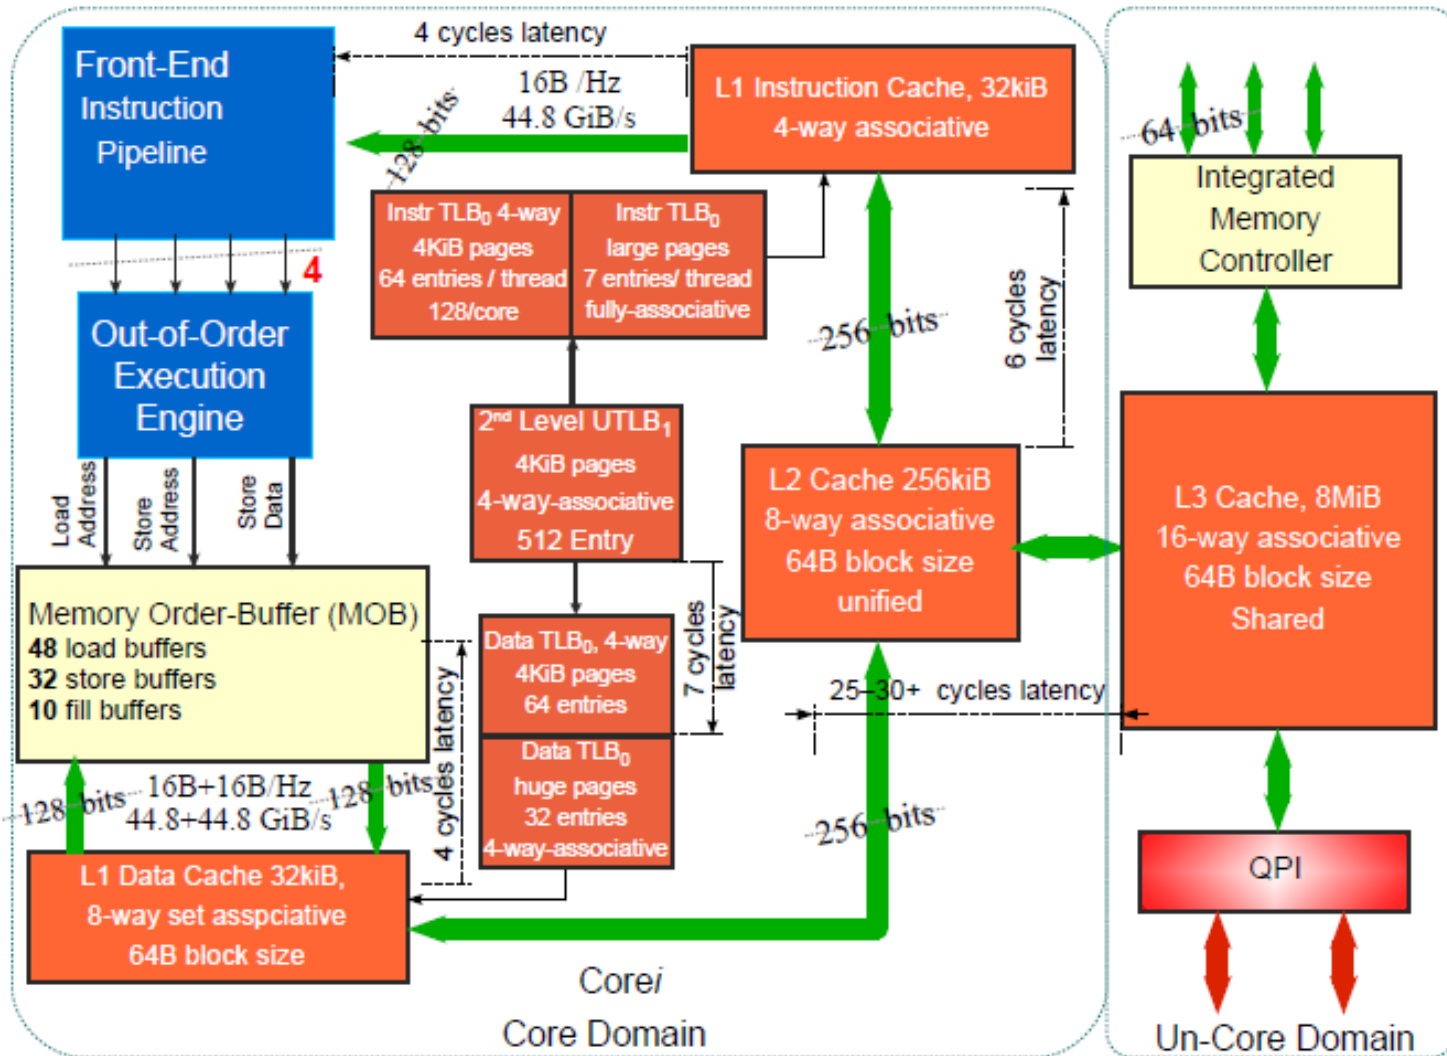 Front-End
Instruction
Pipeline
4 cycles latency
16B /Hz
44.8 GiB/s
128-bits
L1 Instruction Cache, 32kiB
4-way associative
Instr TLB0 4-way
4KiB pages
64 entries / thread
128/core
Instr TLB0
large pages
7 entries/ thread
fully-associative
4
Out-of-Order
Execution
Engine
Load
Address
Store
Address
Store
Data
2nd Level UTLB1
4KiB pages
4-way-associative
512 Entry
256-bits
6 cycles
latency
L2 Cache 256kiB
8-way associative
64B block size
unified
Memory Order-Buffer (MOB)
48 load buffers
32 store buffers
10 fill buffers
Data TLB0, 4-way
4KiB pages
64 entries
7 cycles
latency
Data TLB0
huge pages
32 entries
4-way-associative
4 cycles latency
128-bits
16B+16B/Hz
44.8+44.8 GiB/s
128-bits
L1 Data Cache 32kiB,
8-way set asspciative
64B block size
25–30+ cycles latency
256-bits
Corei
Core Domain
64-bits
Integrated
Memory
Controller
L3 Cache, 8MiB
16-way associative
64B block size
Shared
QPI
Un-Core Domain